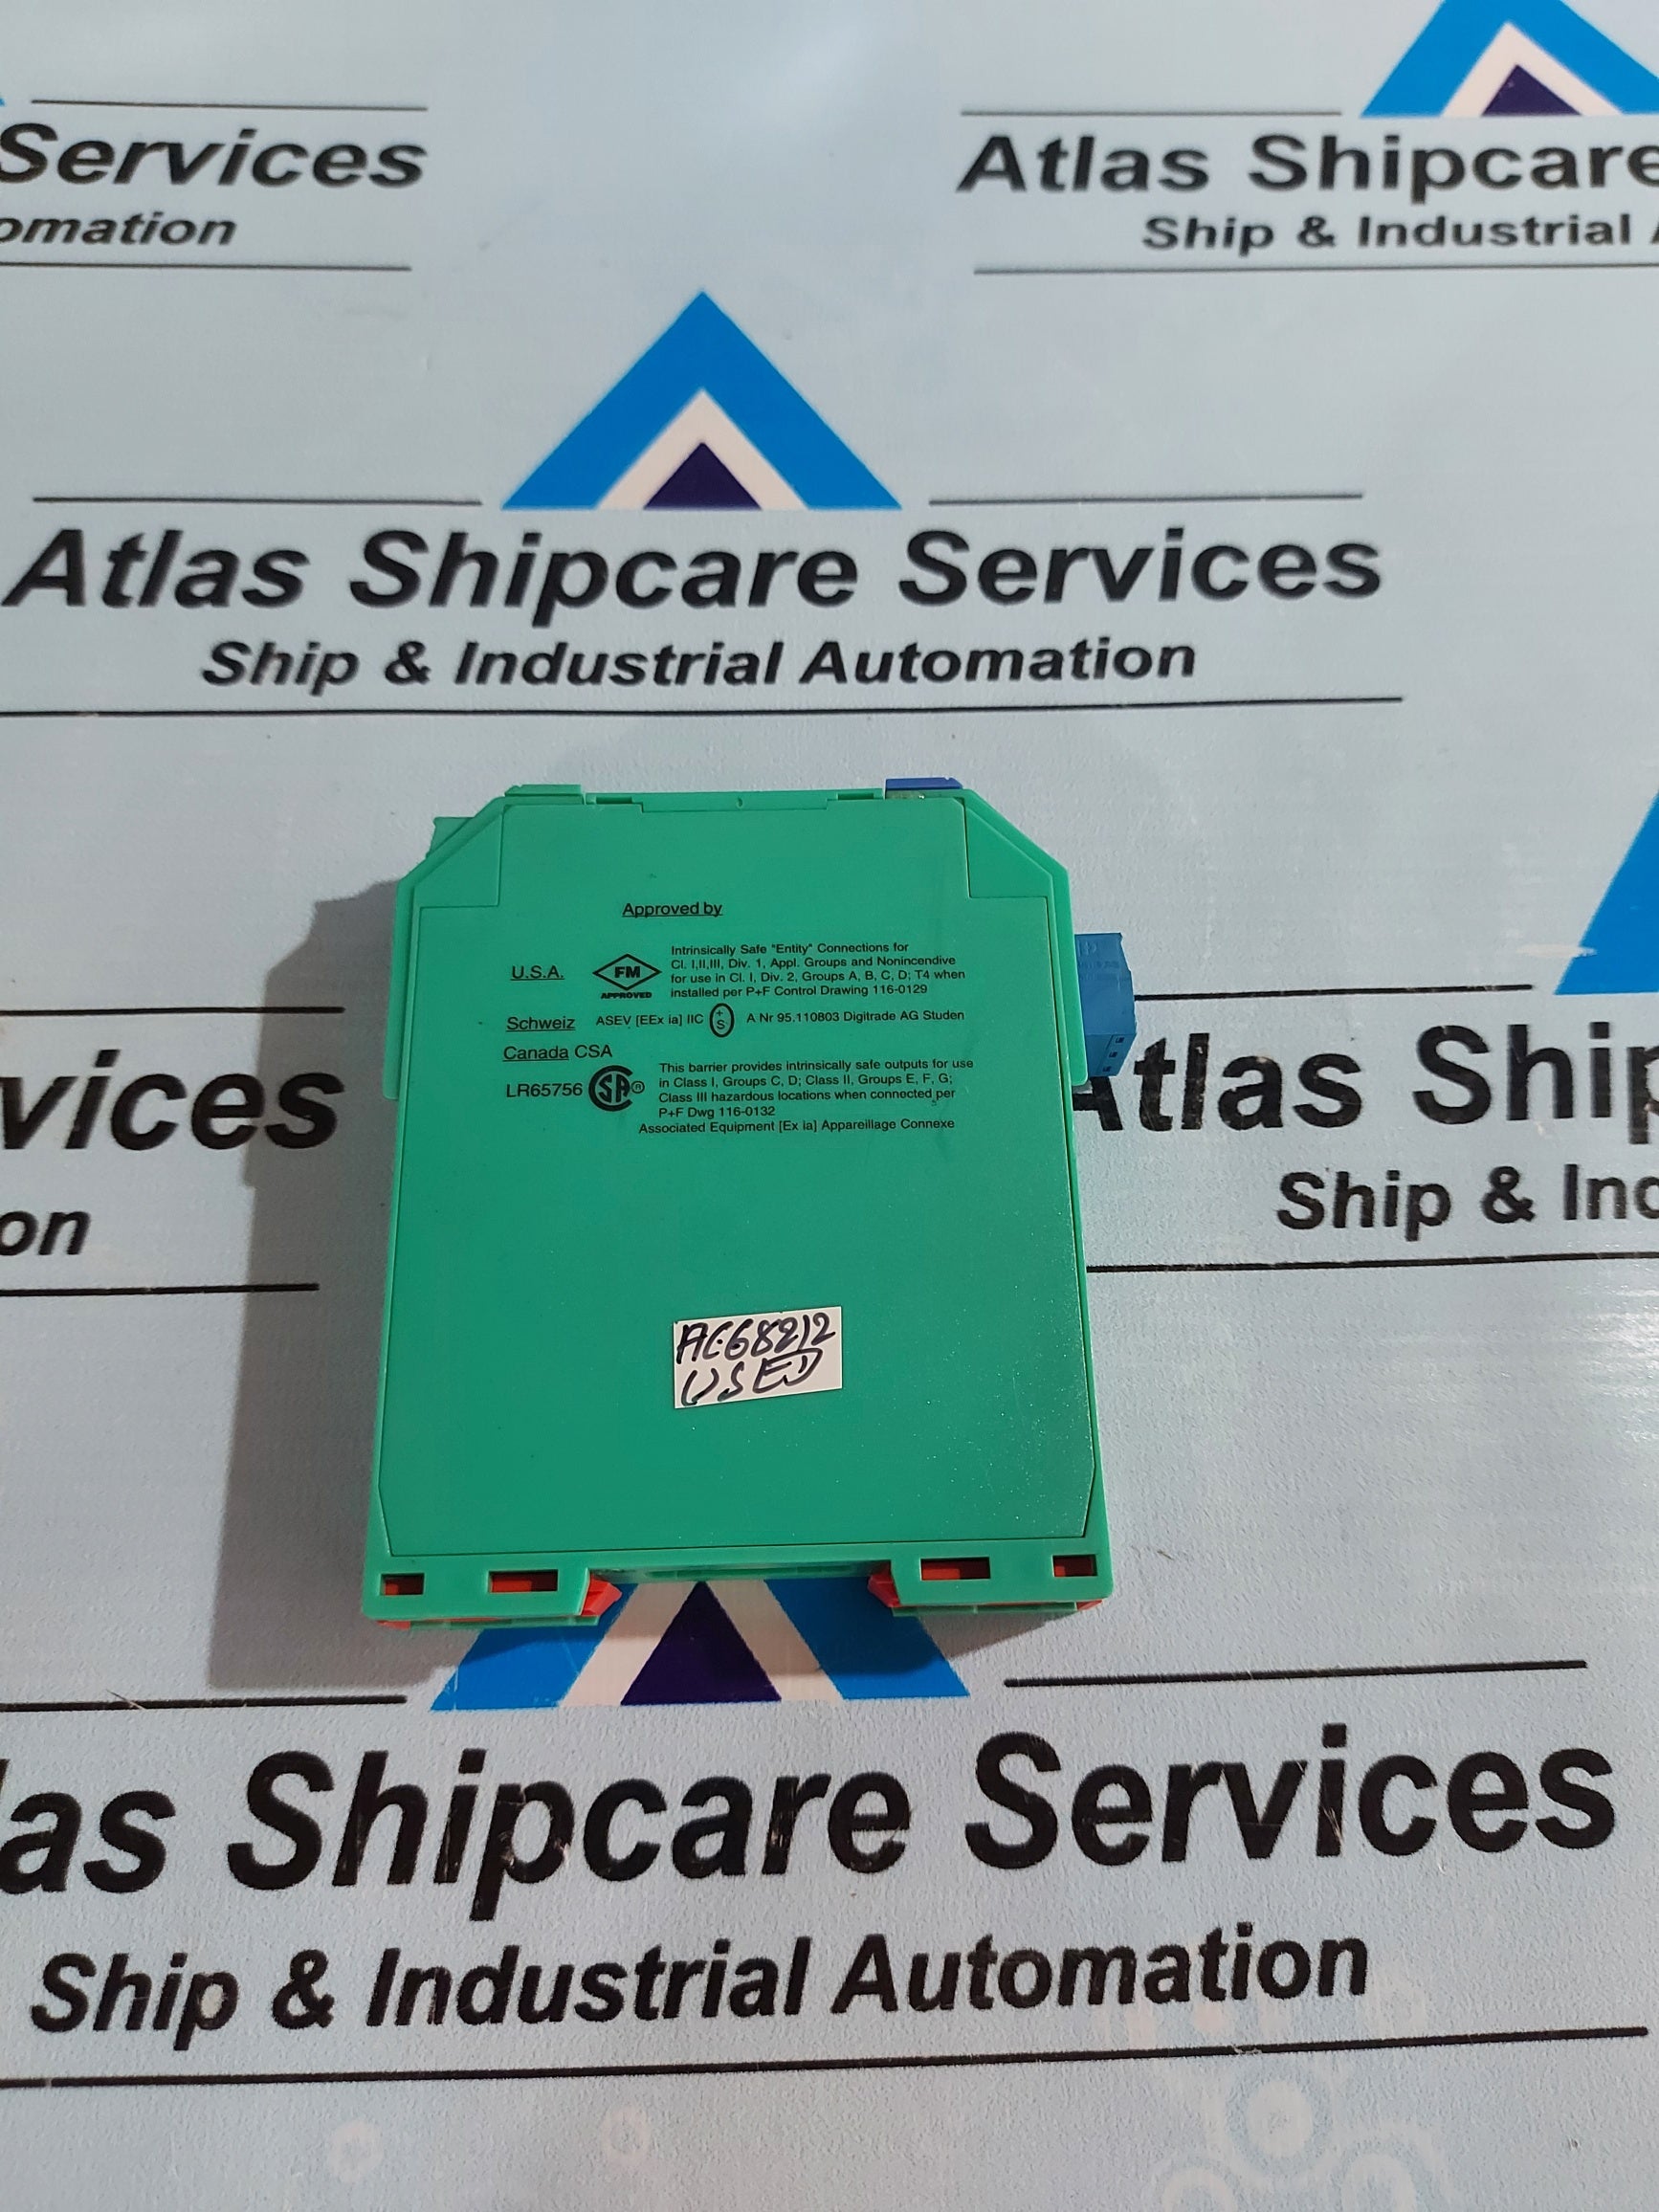 Services
omation
Atlas Shipcare
Ship & Industrial
Atlas Shipcare Services
Ship & Industrial Automation
Approved by
U.S.A.
FM
APPROVED
Intrinsically Safe "Entity" Connections for
Cl. I,II,III, Div. 1, Appl. Groups and Nonincendive
for use in Cl. I, Div. 2, Groups A, B, C, D; T4 when
installed per P+F Control Drawing 116-0129
Schweiz ASEV [EEx ia] IIC +S A Nr 95.110803 Digitrade AG Studen
Canada CSA
LR65756 SA ®
This barrier provides intrinsically safe outputs for use
in Class I, Groups C, D; Class II, Groups E, F, G;
Class III hazardous locations when connected per
P+F Dwg 116-0132
Associated Equipment [Ex ia] Appareillage Connexe
vices
on
Atlas Ship
Ship & Ind
USED
las Shipcare Services
Ship & Industrial Automation